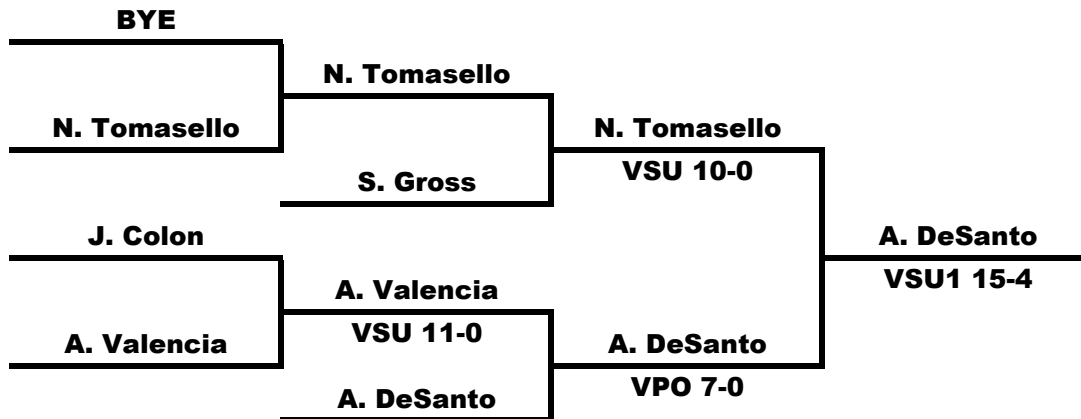 BYE
N. Tomasello
N. Tomasello
N. Tomasello
VSU 10-0
S. Gross
J. Colon
A. DeSanto
VSU1 15-4
A. Valencia
VSU 11-0
A. Valencia
A. DeSanto
VPO 7-0
A. DeSanto